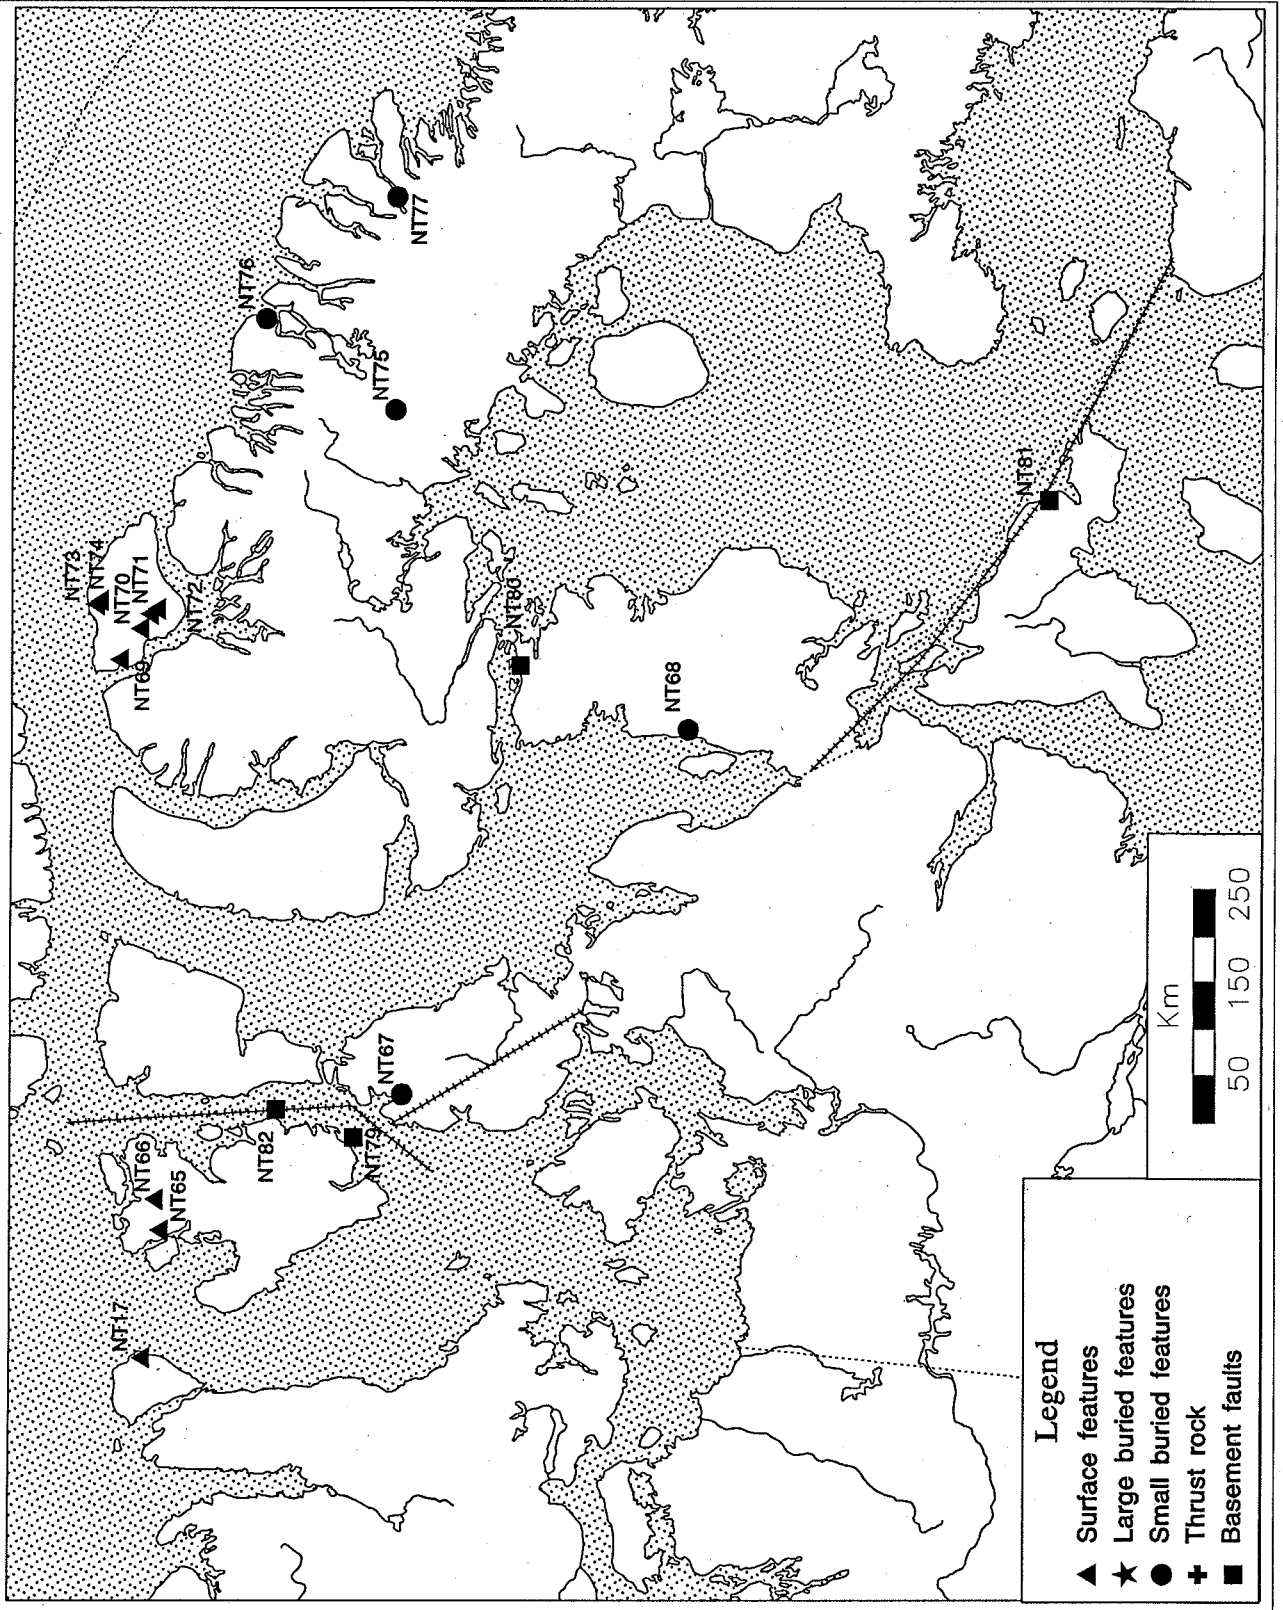 NT73
NT74
NT70
NT71
NT72
NT69
NT76
NT77
NT75
NT80
NT68
NT81
NT67
NT82
NT79
NT66
NT65
NT17
Km
50 150 250
Legend
Surface features
Large buried features
Small buried features
Thrust rock
Basement faults